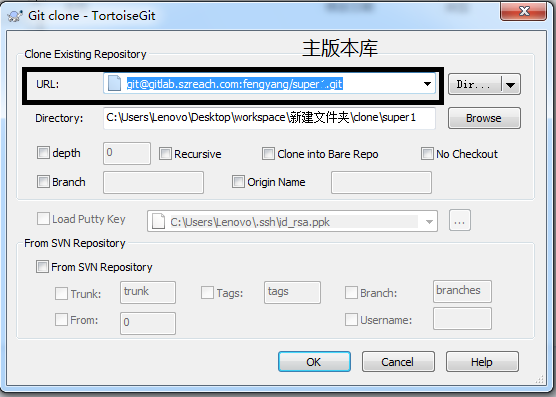 Git clone - TortoiseGit
主版本库
Clone Existing Repository
URL: git@gitlab.szreach.com:fengyang/super´.git Dir...
Directory: C:\Users\Lenovo\Desktop\workspace\新建文件夹\clone\super1 Browse
depth 0 Recursive Clone into Bare Repo No Checkout
Branch Origin Name
Load Putty Key C:\Users\Lenovo\.ssh\id_rsa.ppk ...
From SVN Repository
From SVN Repository
Trunk: trunk Tags: tags Branch: branches
From: 0 Username:
OK Cancel Help